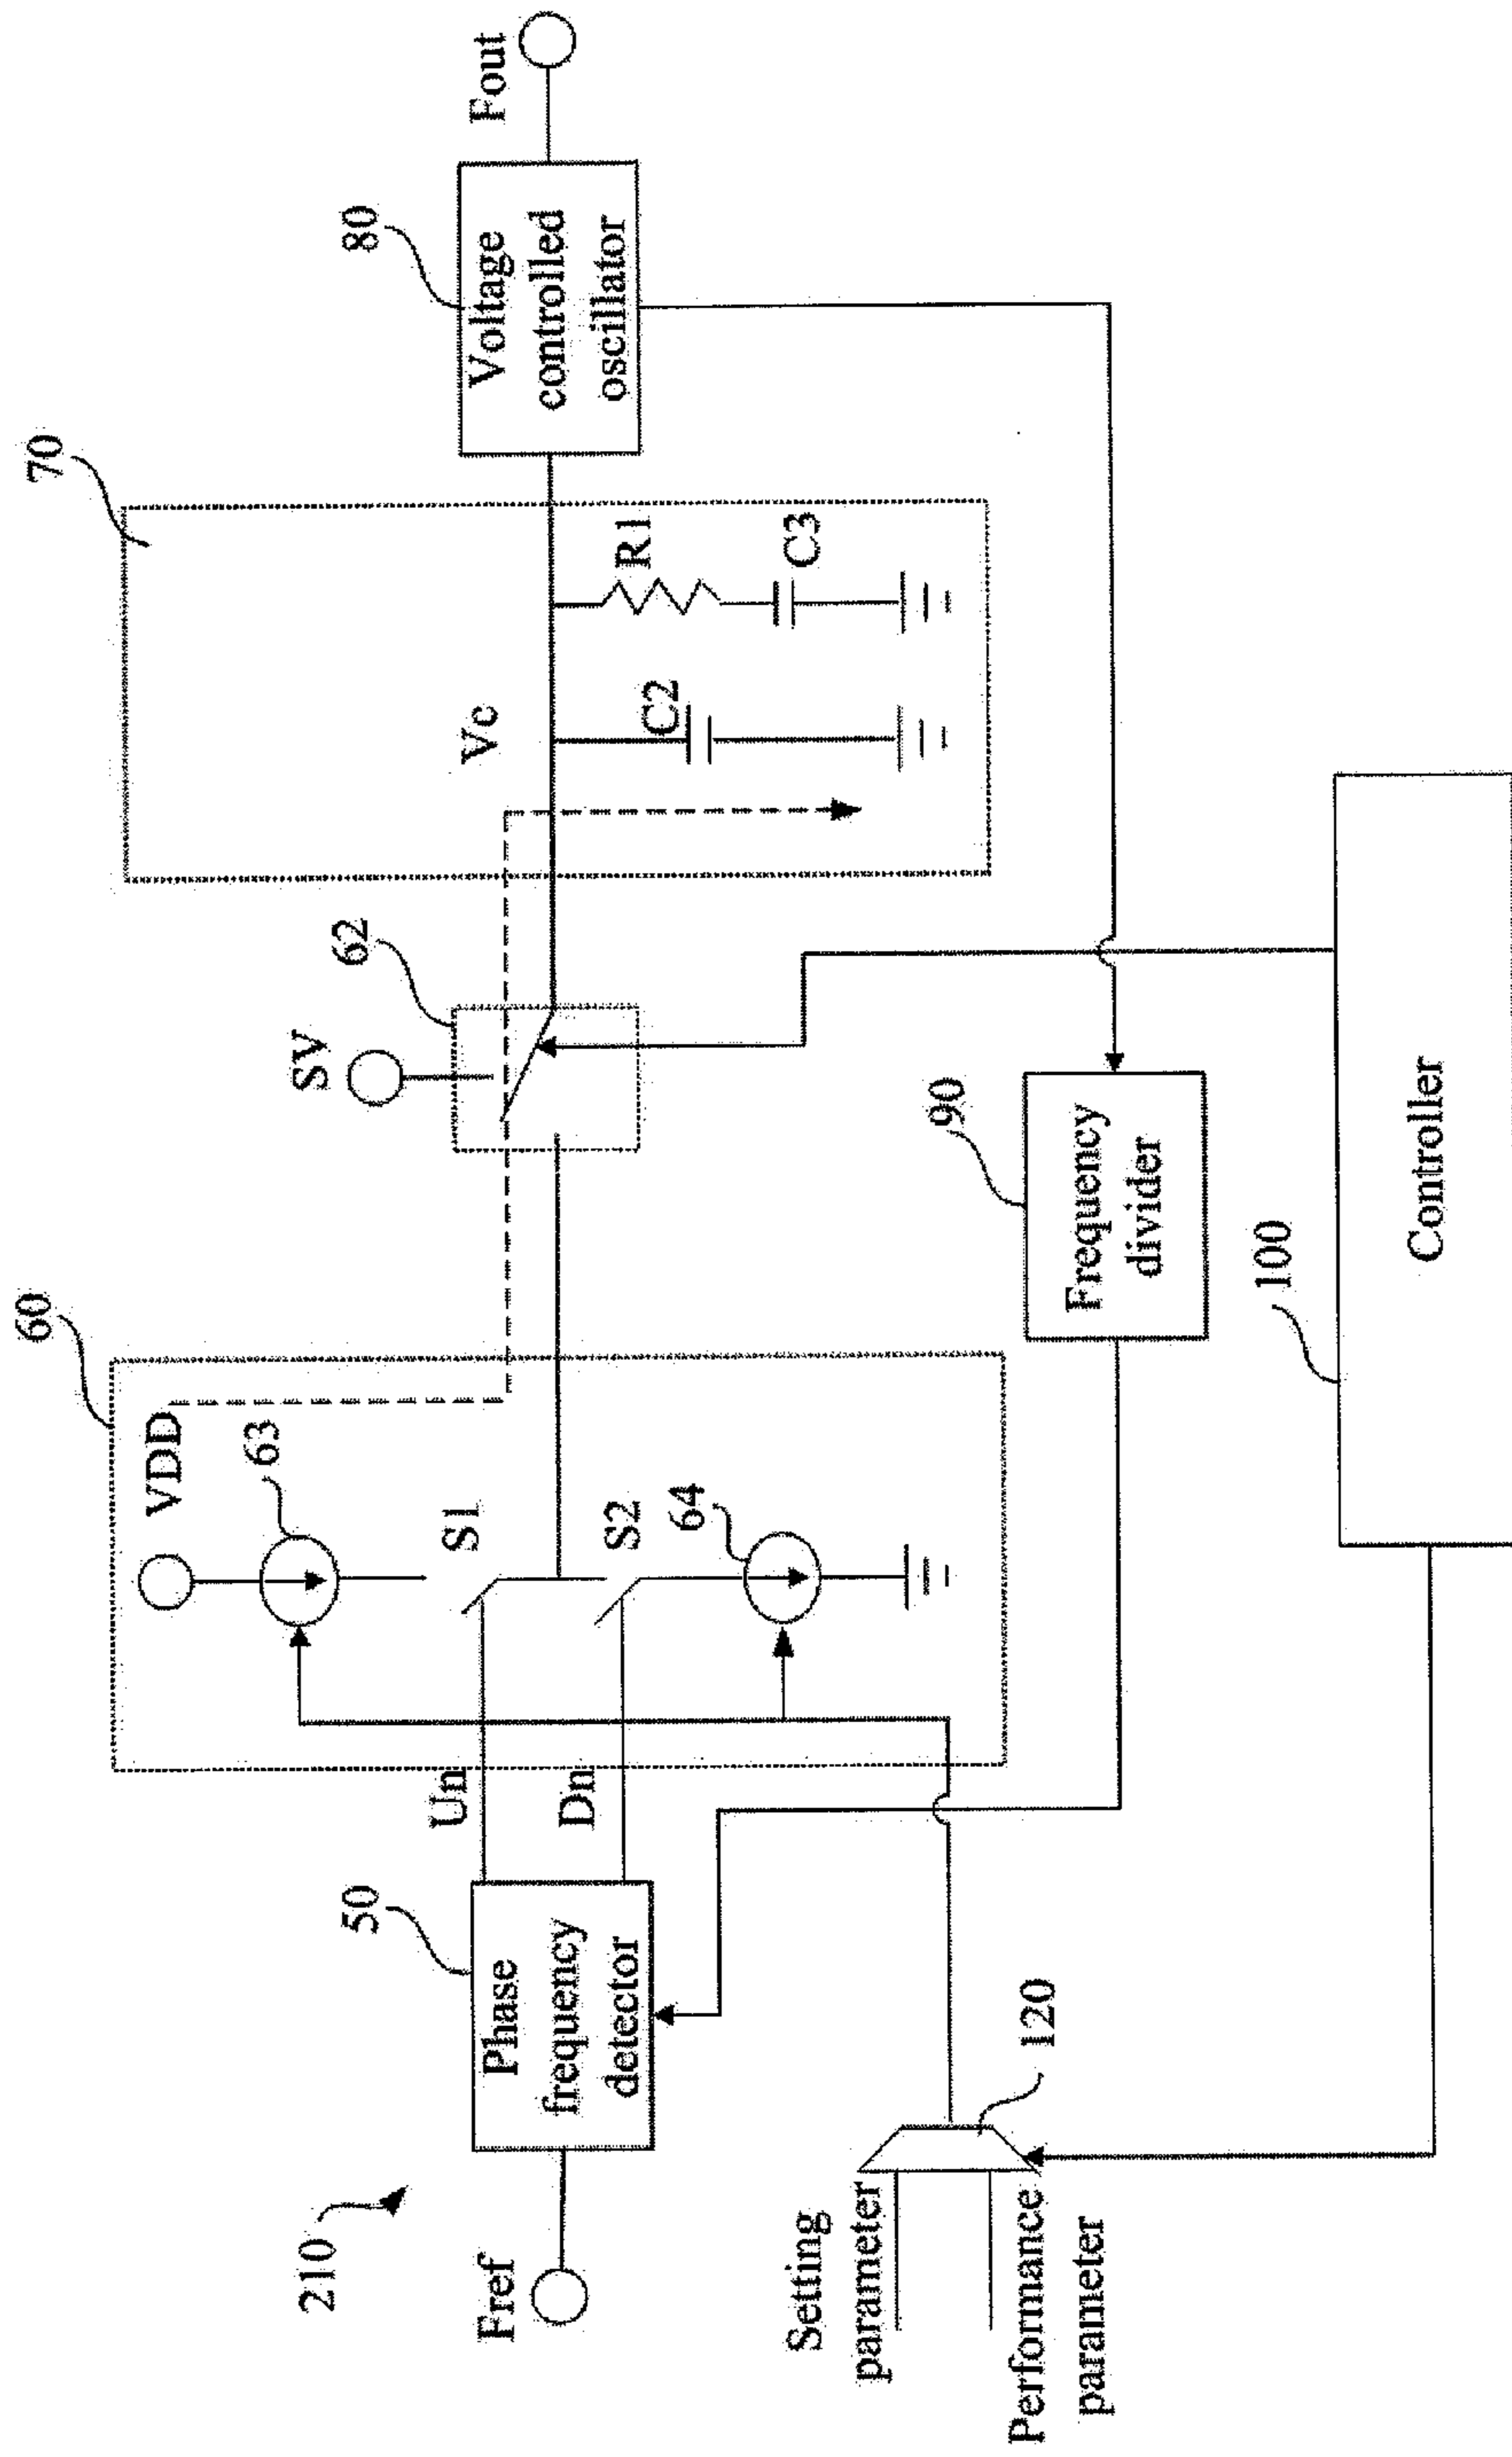 210
Fref
50
Phase
frequency
detector
Un
Dn
60
VDD
63
S1
S2
64
62
SV
70
Vc
C2
R1
C3
80
Voltage
controlled
oscillator
Fout
90
Frequency
divider
Setting
parameter
Performance
parameter
120
100
Controller